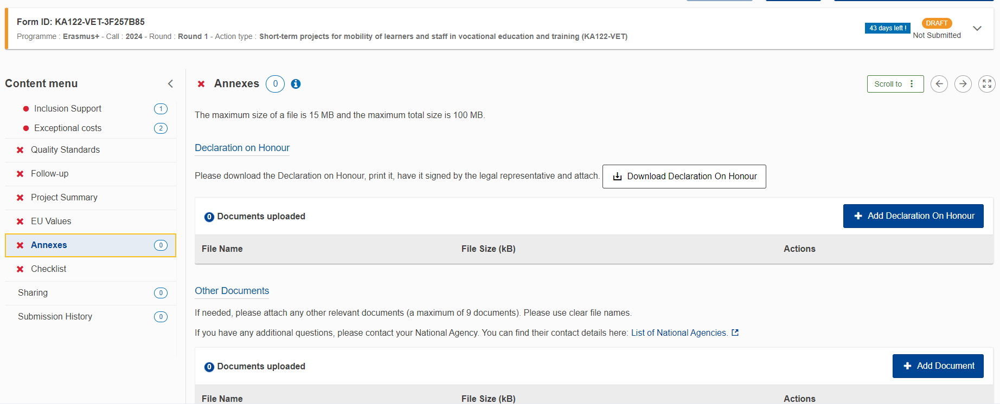 Form ID: KA122-VET-3F257B85
Programme : Erasmus+ - Call : 2024 - Round : Round 1 - Action type : Short-term projects for mobility of learners and staff in vocational education and training (KA122-VET)
43 days left !
DRAFT
Not Submitted
Content menu
Inclusion Support 1
Exceptional costs 2
Quality Standards
Follow-up
Project Summary
EU Values
Annexes 0
Checklist
Sharing 0
Submission History 0
Annexes 0
Scroll to
The maximum size of a file is 15 MB and the maximum total size is 100 MB.
Declaration on Honour
Please download the Declaration on Honour, print it, have it signed by the legal representative and attach.
Download Declaration On Honour
0 Documents uploaded
Add Declaration On Honour
File Name File Size (kB) Actions
Other Documents
If needed, please attach any other relevant documents (a maximum of 9 documents). Please use clear file names.
If you have any additional questions, please contact your National Agency. You can find their contact details here: List of National Agencies.
0 Documents uploaded
Add Document
File Name File Size (kB) Actions